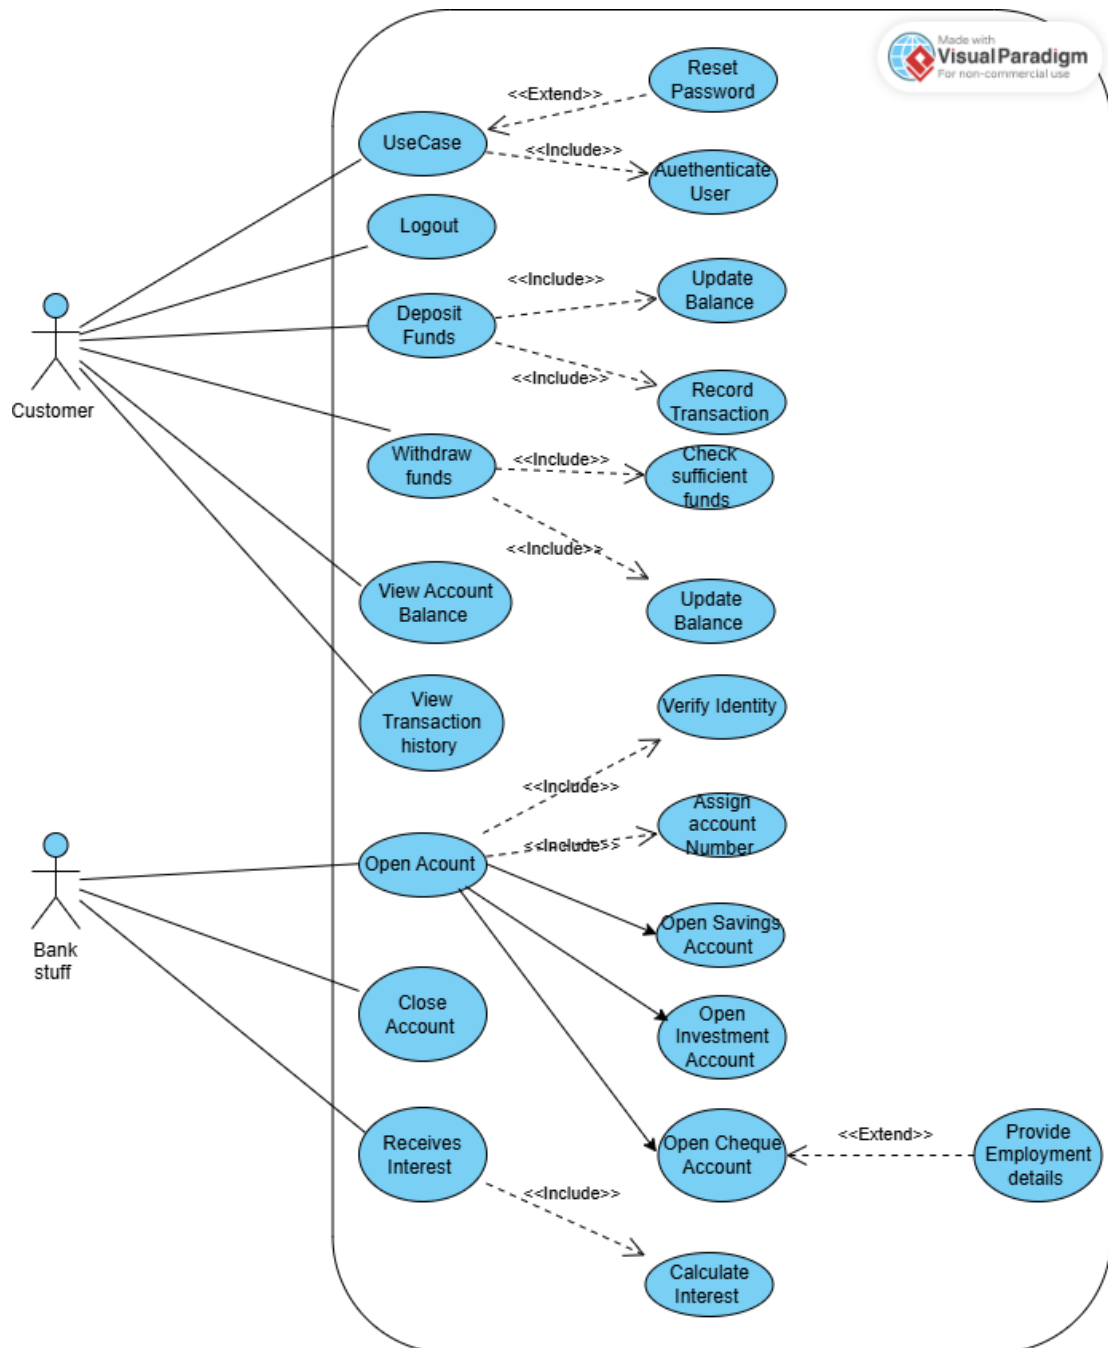 Made with
Visual Paradigm
For non-commercial use
Reset
Password
<<Extend>>
UseCase
<<Include>>
Auethenticate
User
Logout
<<Include>>
Update
Balance
Deposit
Funds
<<Include>>
Record
Transaction
Customer
Withdraw
funds
<<Include>>
Check
sufficient
funds
<<Include>>
View Account
Balance
Update
Balance
View
Transaction
history
Verify Identity
<<Include>>
Assign
account
Number
<<Include>>
Open Acount
Bank
stuff
Open Savings
Account
Close
Account
Open
Investment
Account
Receives
Interest
Open Cheque
Account
<<Extend>>
Provide
Employment
details
<<Include>>
Calculate
Interest